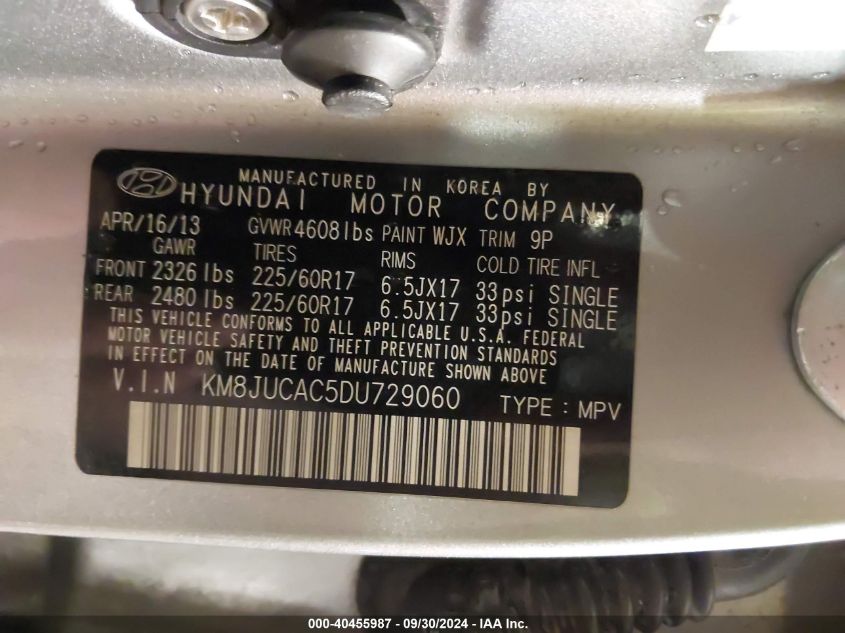 MANUFACTURED IN KOREA BY
HYUNDAI MOTOR COMPANY
APR/16/13 GVWR 4608lbs PAINT WJX TRIM 9P
GAWR TIRES RIMS COLD TIRE INFL
FRONT 2326 lbs 225/60R17 6.5JX17 33psi SINGLE
REAR 2480 lbs 225/60R17 6.5JX17 33psi SINGLE
THIS VEHICLE CONFORMS TO ALL APPLICABLE U.S.A. FEDERAL
MOTOR VEHICLE SAFETY AND THEFT PREVENTION STANDARDS
IN EFFECT ON THE DATE OF MANUFACTURE SHOWN ABOVE
V.I.N KM8JUCAC5DU729060 TYPE : MPV
000-40455987 - 09/30/2024 - IAA Inc.